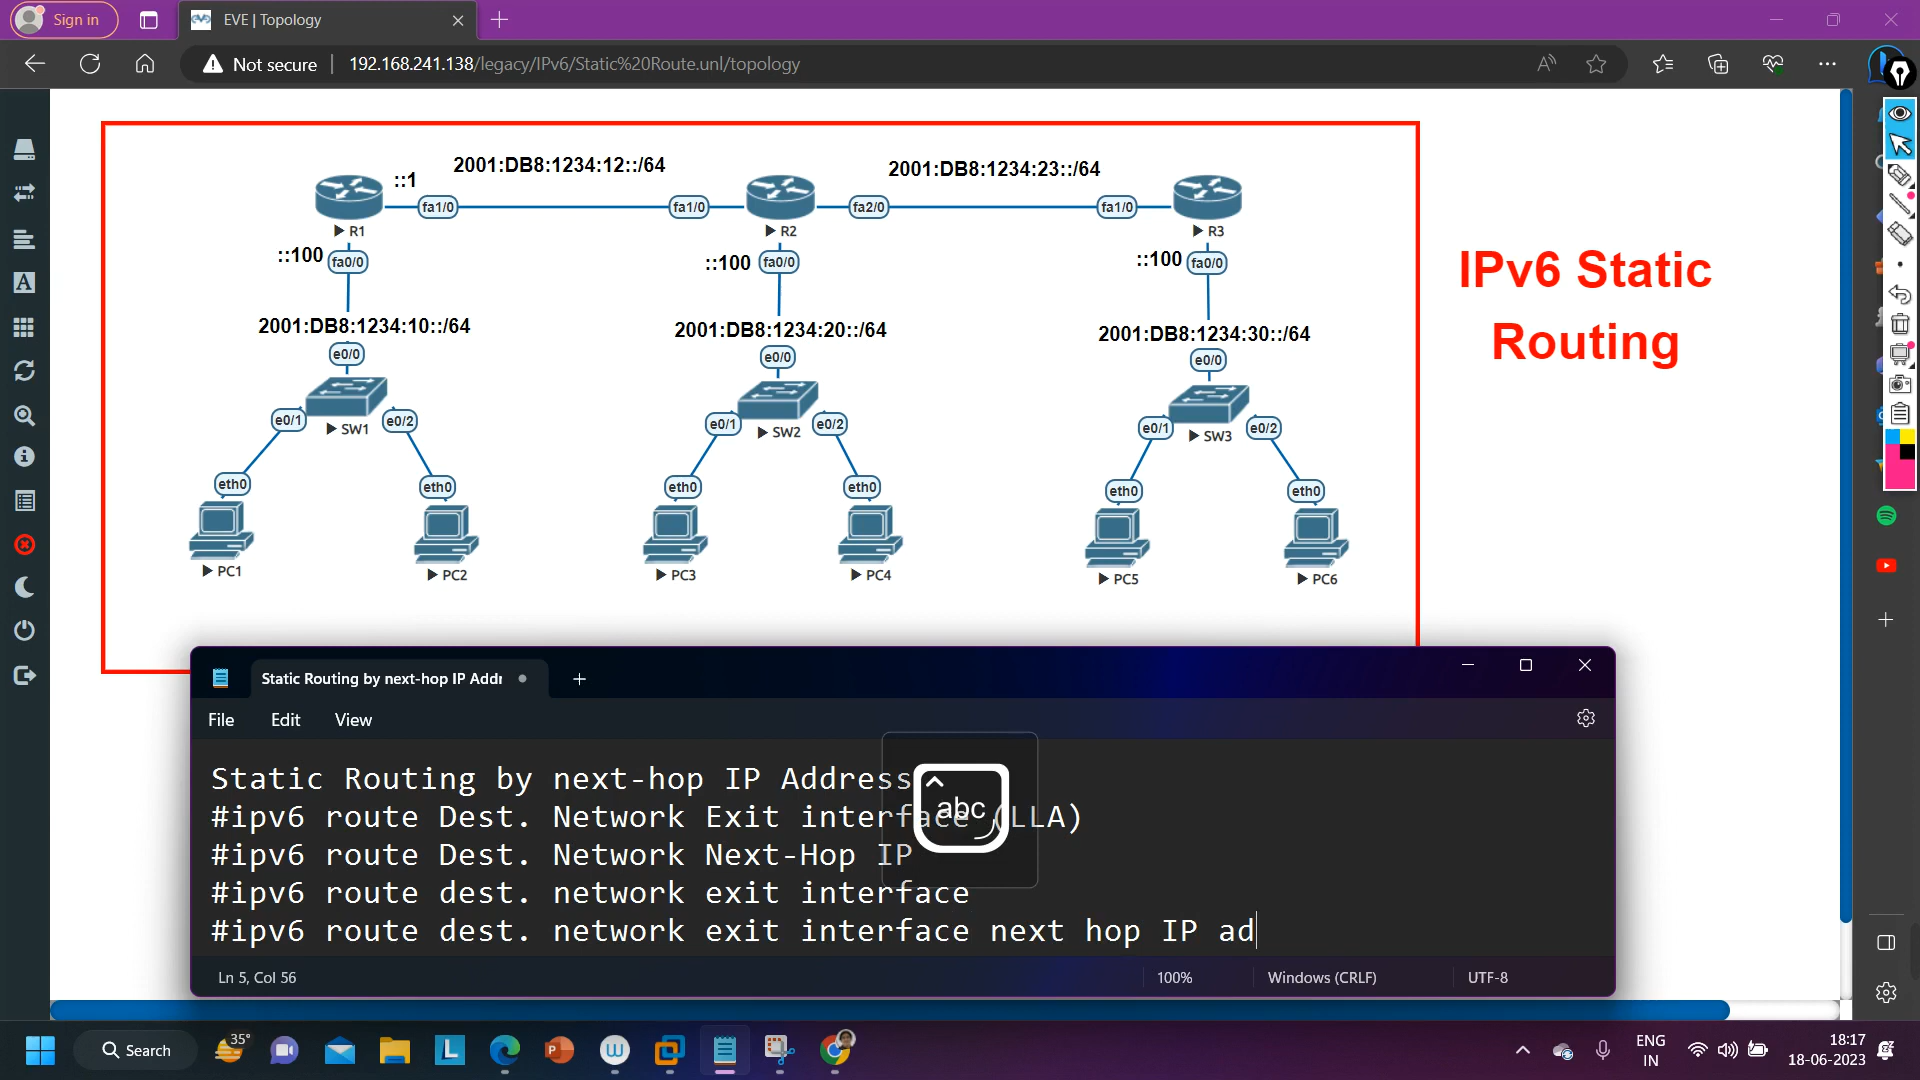 Sign in
EVE | Topology
Not secure
192.168.241.138/legacy/IPv6/Static%20Route.unl/topology
2001:DB8:1234:12::/64
2001:DB8:1234:23::/64
::1
fa1/0
fa1/0
fa2/0
fa1/0
R1
R2
R3
::100
fa0/0
::100
fa0/0
::100
fa0/0
IPv6 Static
Routing
2001:DB8:1234:10::/64
2001:DB8:1234:20::/64
2001:DB8:1234:30::/64
e0/0
e0/0
e0/0
e0/1
SW1
e0/2
e0/1
SW2
e0/2
e0/1
SW3
e0/2
eth0
eth0
eth0
eth0
eth0
eth0
PC1
PC2
PC3
PC4
PC5
PC6
Static Routing by next-hop IP Addr
File
Edit
View
Static Routing by next-hop IP Address
#ipv6 route Dest. Network Exit interface (LLA)
#ipv6 route Dest. Network Next-Hop IP
#ipv6 route dest. network exit interface
#ipv6 route dest. network exit interface next hop IP ad
abc
Ln 5, Col 56
100%
Windows (CRLF)
UTF-8
35°
Search
ENG
IN
18:17
18-06-2023